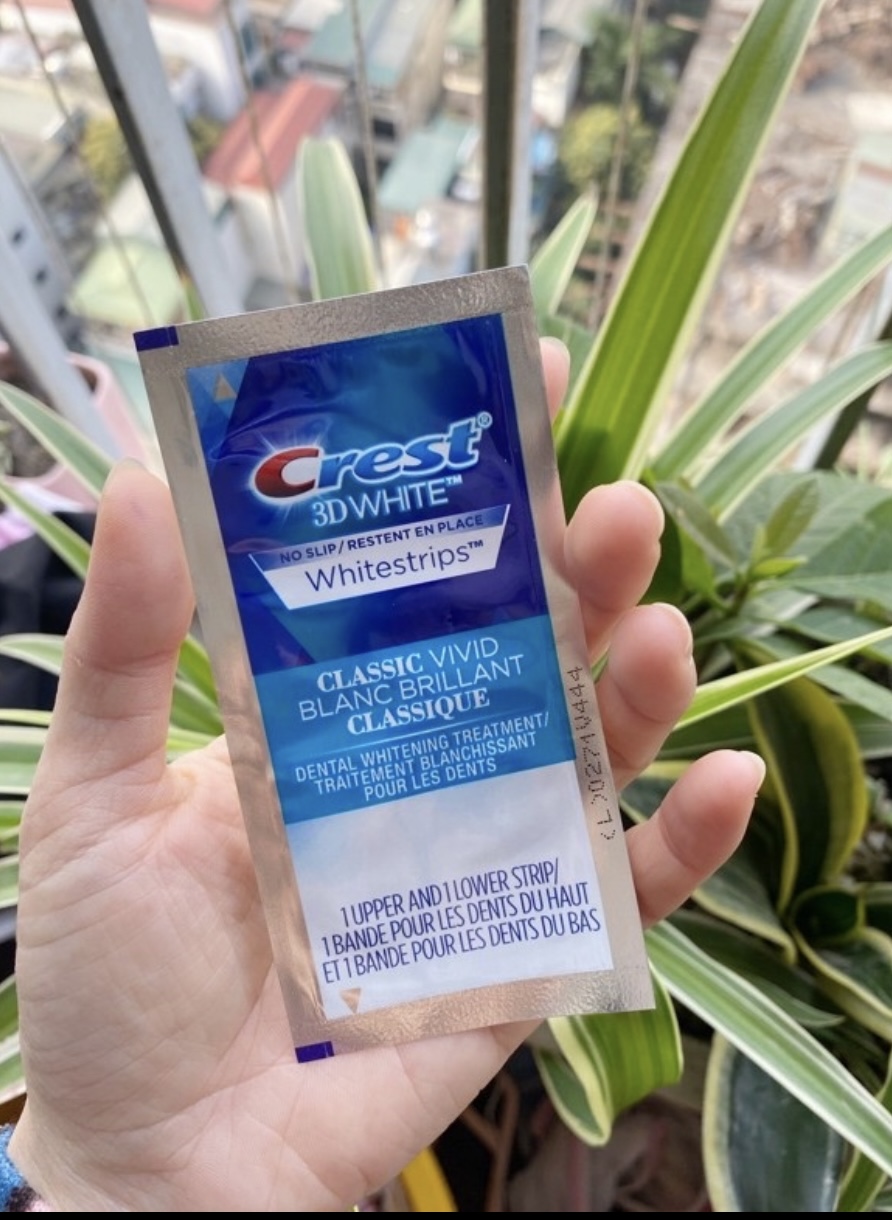 Crest®
3D WHITE™
NO SLIP/RESTENT EN PLACE
Whitestrips™
CLASSIC VIVID
BLANC BRILLANT
CLASSIQUE
DENTAL WHITENING TREATMENT/
TRAITEMENT BLANCHISSANT
POUR LES DENTS
1 UPPER AND 1 LOWER STRIP/
1 BANDE POUR LES DENTS DU HAUT
ET 1 BANDE POUR LES DENTS DU BAS